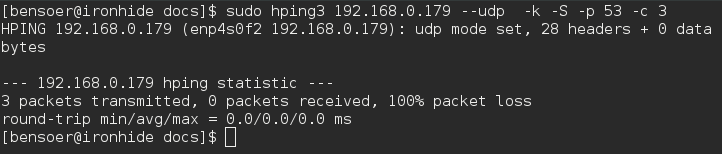 [bensoer@ironhide docs]$ sudo hping3 192.168.0.179 --udp  -k -S -p 53 -c 3
HPING 192.168.0.179 (enp4s0f2 192.168.0.179): udp mode set, 28 headers + 0 data
bytes

--- 192.168.0.179 hping statistic ---
3 packets transmitted, 0 packets received, 100% packet loss
round-trip min/avg/max = 0.0/0.0/0.0 ms
[bensoer@ironhide docs]$